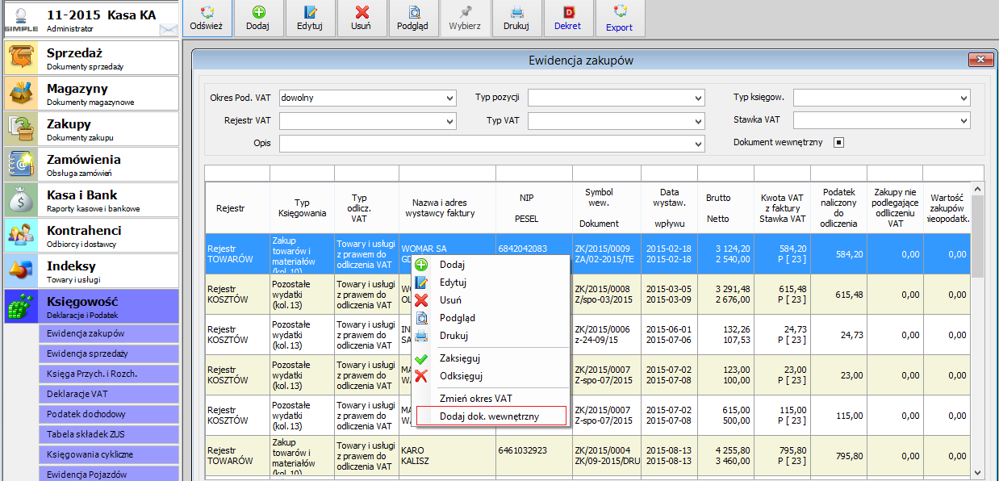 11-2015 Kasa KA
SIMPLE
Administrator
Odśwież
Dodaj
Edytuj
Usuń
Podgląd
Wybierz
Drukuj
Dekret
Export
Sprzedaż
Dokumenty sprzedaży
Magazyny
Dokumenty magazynowe
Zakupy
Dokumenty zakupu
Zamówienia
Obsługa zamówień
Kasa i Bank
Raporty kasowe i bankowe
Kontrahenci
Odbiorcy i dostawcy
Indeksy
Towary i usługi
Księgowość
Deklaracje i Podatek
Ewidencja zakupów
Ewidencja sprzedaży
Księga Przych. i Rozch.
Deklaracje VAT
Podatek dochodowy
Tabela składek ZUS
Księgowania cykliczne
Ewidencja Pojazdów
Ewidencja zakupów
Okres Pod. VAT
dowolny
Typ pozycji
Typ księgow.
Rejestr VAT
Typ VAT
Stawka VAT
Opis
Dokument wewnętrzny
Rejestr
Typ
Księgowania
Typ
odlicz.
VAT
Nazwa i adres
wystawcy faktury
NIP
PESEL
Symbol
wew.
Dokument
Data
wystaw.
wpływu
Brutto
Netto
Kwota VAT
z faktury
Stawka VAT
Podatek
naliczony
do
odliczenia
Zakupy nie
podlegające
odlliczeniu
VAT
Wartość
zakupów
nieopodatk.
Rejestr
TOWARÓW
Zakup
towarów i
materiałów
(kol.10)
Towary i usługi
z prawem do
odliczenia VAT
WOMAR SA
GD
6842042083
ZK/2015/0009
ZA/02-2015/TE
2015-02-18
2015-02-18
3 124,20
2 540,00
584,20
P [ 23 ]
584,20
0,00
0,00
Rejestr
KOSZTÓW
Pozostałe
wydatki
(kol.13)
Towary i usługi
z prawem do
odliczenia VAT
WO
OL
ZK/2015/0008
Z/spo-03/2015
2015-03-05
2015-03-09
3 291,48
2 676,00
615,48
P [ 23 ]
615,48
0,00
0,00
Rejestr
KOSZTÓW
Pozostałe
wydatki
(kol.13)
Towary i usługi
z prawem do
odliczenia VAT
IN
SA
ZK/2015/0006
z-24-09/15
2015-06-01
2015-07-06
132,26
107,53
24,73
P [ 23 ]
24,73
0,00
0,00
Rejestr
KOSZTÓW
Pozostałe
wydatki
(kol.13)
Towary i usługi
z prawem do
odliczenia VAT
MA
WA
ZK/2015/0007
Z-spo-07/2015
2015-07-02
2015-07-08
123,00
100,00
23,00
P [ 23 ]
23,00
0,00
0,00
Rejestr
KOSZTÓW
Pozostałe
wydatki
(kol.13)
Towary i usługi
z prawem do
odliczenia VAT
MA
WA
ZK/2015/0007
Z-spo-07/2015
2015-07-02
2015-07-08
615,00
500,00
115,00
P [ 23 ]
115,00
0,00
0,00
Rejestr
TOWARÓW
Zakup
towarów i
materiałów
(kol.10)
Towary i usługi
z prawem do
odliczenia VAT
KARO
KALISZ
6461032923
ZK/2015/0004
ZK/09-2015/DRU
2015-08-13
2015-08-13
4 255,80
3 460,00
795,80
P [ 23 ]
795,80
0,00
0,00
Dodaj
Edytuj
Usuń
Podgląd
Drukuj
Zaksięguj
Odksięguj
Zmień okres VAT
Dodaj dok. wewnętrzny